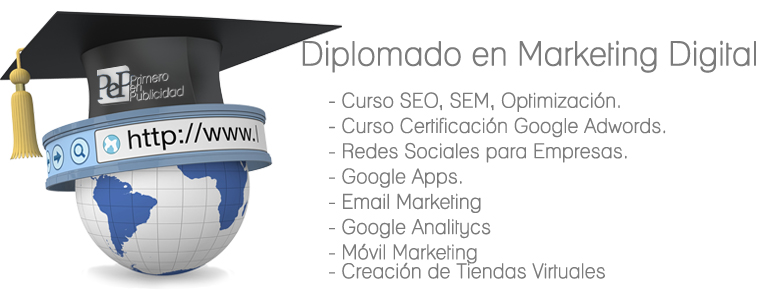 PeP Primero
en
Publicidad
http://www.
Diplomado en Marketing Digital
- Curso SEO, SEM, Optimización.
- Curso Certificación Google Adwords.
- Redes Sociales para Empresas.
- Google Apps.
- Email Marketing
- Google Analitycs
- Móvil Marketing
- Creación de Tiendas Virtuales